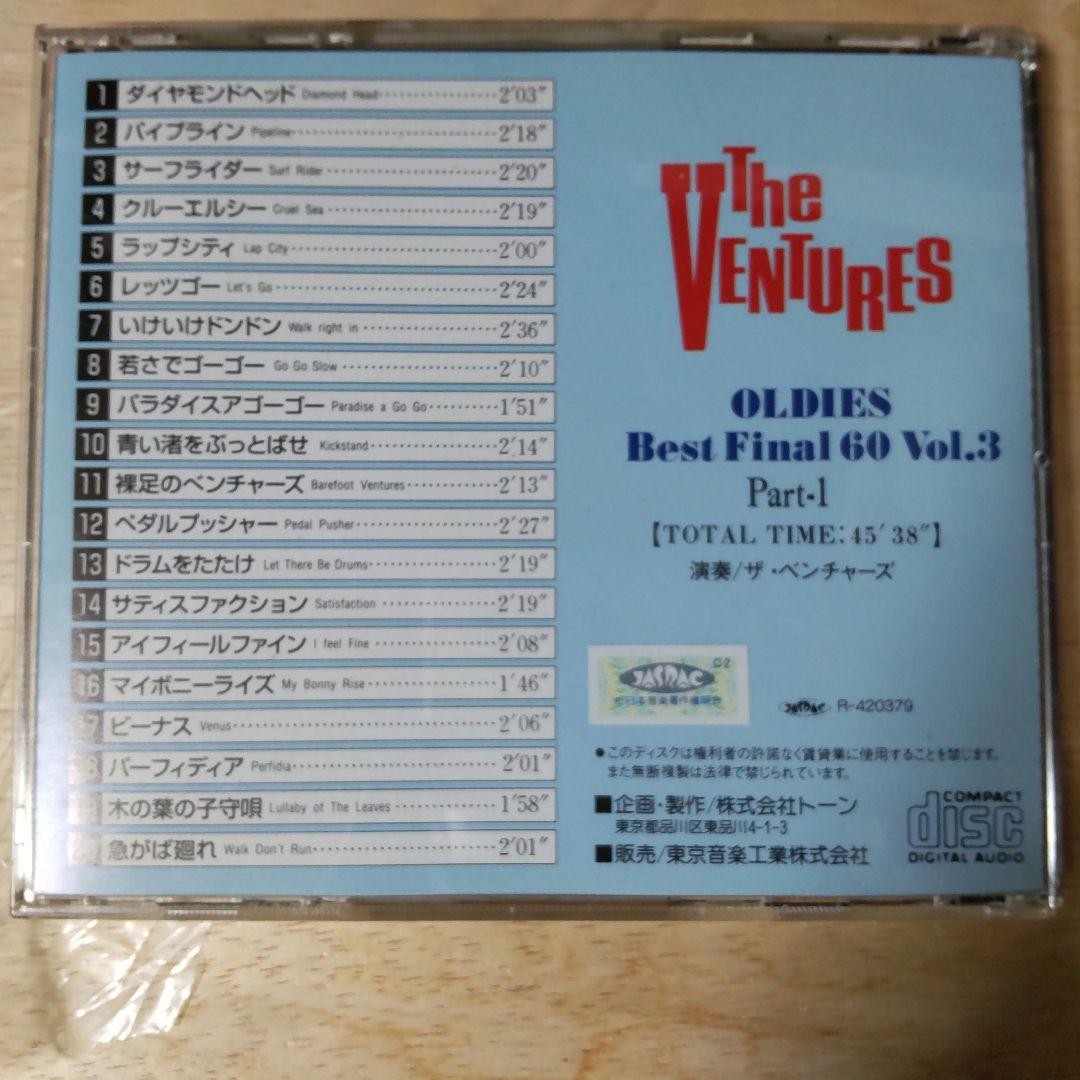 1 ダイヤモンドヘッド Diamond Head 2'03"
2 パイプライン Pipeline 2'18"
3 サーフライダー Surf Rider 2'20"
4 クルーエルシー Cruel Sea 2'19"
5 ラップシティ Lap City 2'00"
6 レッツゴー Let's Go 2'24"
7 いけいけドンドン Walk right in 2'36"
8 若さでゴーゴー Go Go Slow 2'10"
9 パラダイスアゴーゴー Paradise a Go Go 1'51"
10 青い渚をぶっとばせ Kickstand 2'14"
11 裸足のベンチャーズ Barefoot Ventures 2'13"
12 ペダルプッシャー Pedal Pusher 2'27"
13 ドラムをたたけ Let There Be Drums 2'19"
14 サティスファクション Satisfaction 2'19"
15 アイフィールファイン I feel Fine 2'08"
16 マイボニーライズ My Bonny Rise 1'46"
17 ビーナス Venus 2'06"
18 パーフィディア Perfidia 2'01"
木の葉の子守唄 Lullaby of The Leaves 1'58"
急がば廻れ Walk Don't Run 2'01"
The
VENTURES
OLDIES
Best Final 60 Vol.3
Part-1
【TOTAL TIME:45'38"】
演奏/ザ・ベンチャーズ
C-2
JASRAC
JASRAC R-420379
●このディスクは権利者の許諾なく賃貸業に使用することを禁じます。
また無断複製は法律で禁じられています。
■企画・製作/株式会社トーン
東京都品川区東品川4-1-3
■販売/東京音楽工業株式会社
COMPACT
disc
DIGITAL AUDIO